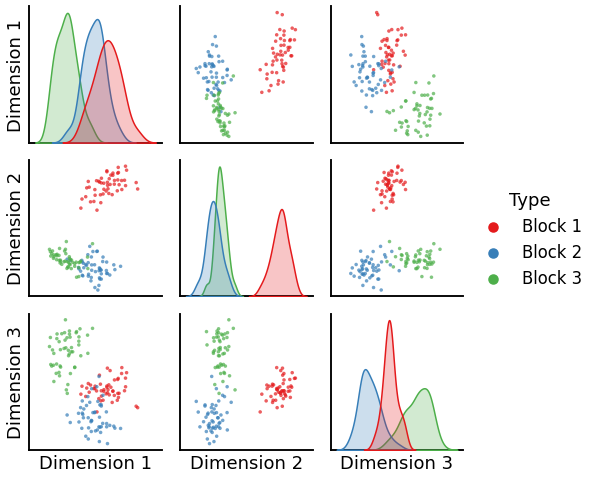 Dimension 1
Dimension 2
Dimension 3
Dimension 1
Dimension 2
Dimension 3
Type
Block 1
Block 2
Block 3